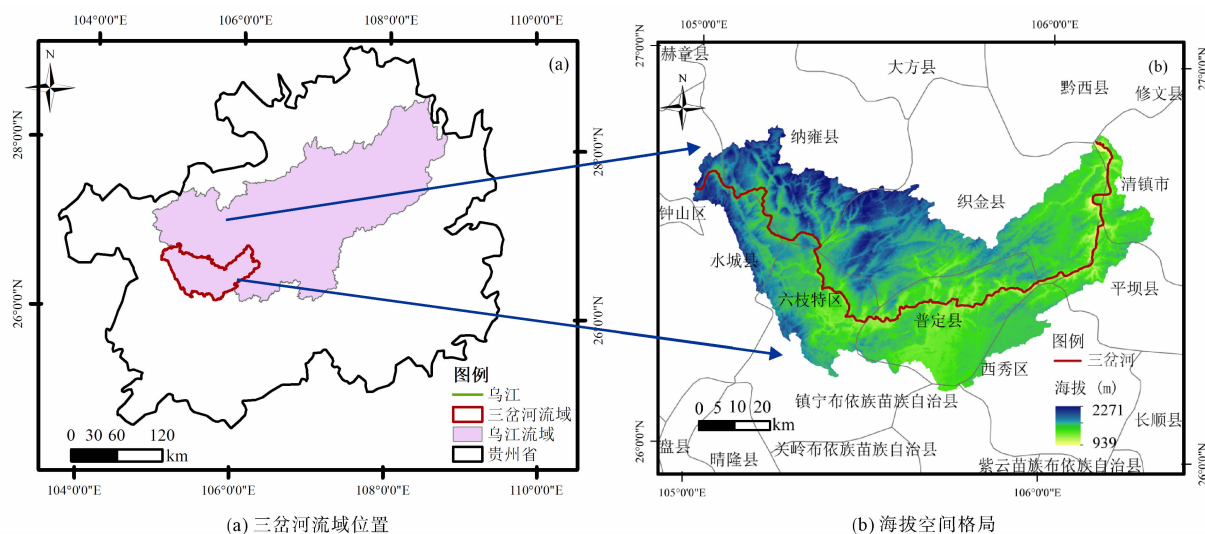 104°0'0"E
106°0'0"E
108°0'0"E
110°0'0"E
N
(a)
28°0'0"N
28°0'0"N
26°0'0"N
26°0'0"N
图例
乌江
三岔河流域
乌江流域
贵州省
0 30 60 120
km
104°0'0"E
106°0'0"E
108°0'0"E
110°0'0"E
(a) 三岔河流域位置
105°0'0"E
106°0'0"E
27°0'0"N
27°0'0"N
赫章县
大方县
(b)
黔西县
修文县
N
纳雍县
清镇市
织金县
钟山区
水城县
六枝特区
普定县
平坝县
西秀区
图例
三岔河
海拔 (m)
2271
939
0 5 10 20
km
镇宁布依族苗族自治县
长顺县
盘县
关岭布依族苗族自治县
晴隆县
紫云苗族布依族自治县
26°0'0"N
26°0'0"N
105°0'0"E
106°0'0"E
(b) 海拔空间格局